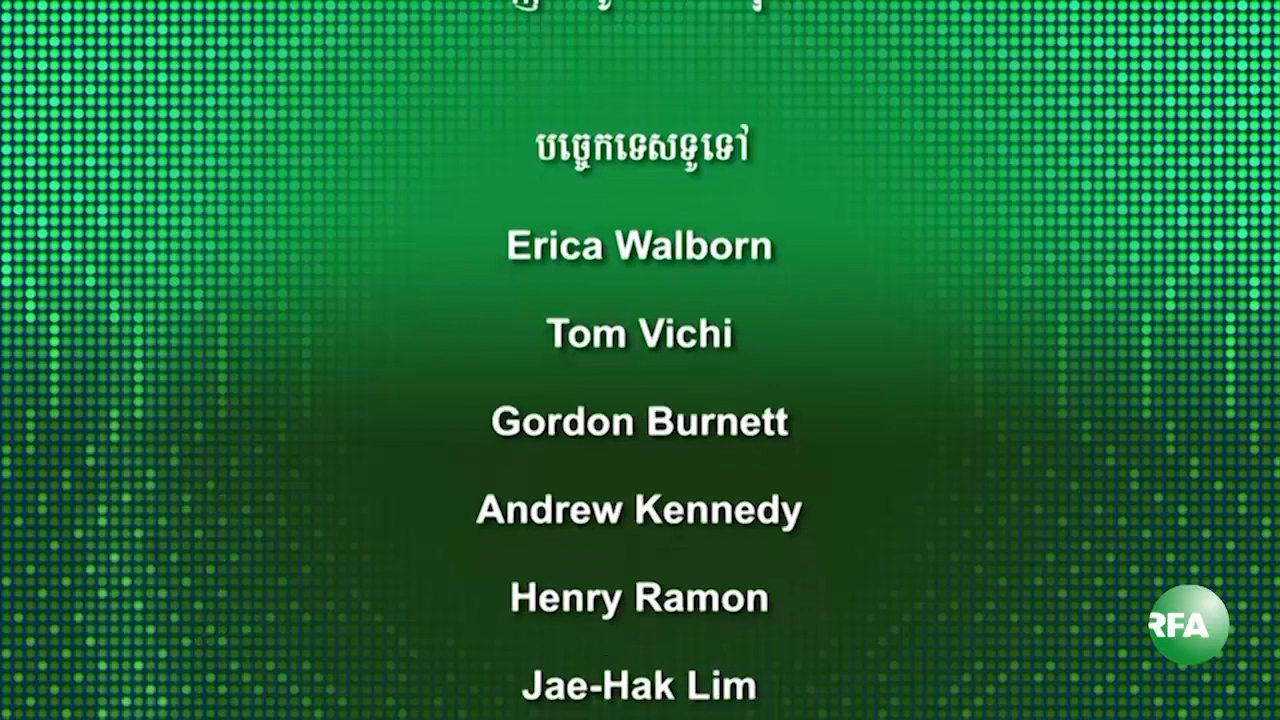 បច្ចេកទេសទូទៅ
Erica Walborn
Tom Vichi
Gordon Burnett
Andrew Kennedy
Henry Ramon
Jae-Hak Lim
RFA